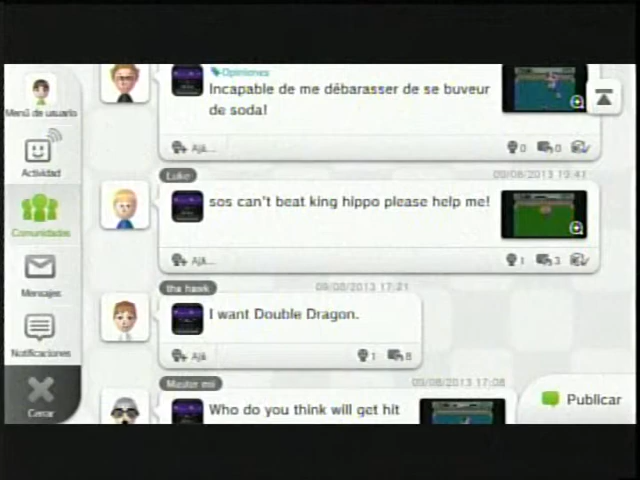 Opiniones
Incapable de me débarasser de se buveur
de soda!
Ajá...
0
0
Menú de usuario
Actividad
Comunidades
Mensajes
Notificaciones
Cerrar
Luke
09/08/2013 19:41
sos can't beat king hippo please help me!
Ajá...
1
3
tha hawk
09/08/2013 17:21
I want Double Dragon.
Ajá
1
8
09/08/2013 17:08
Who do you think will get hit
Publicar